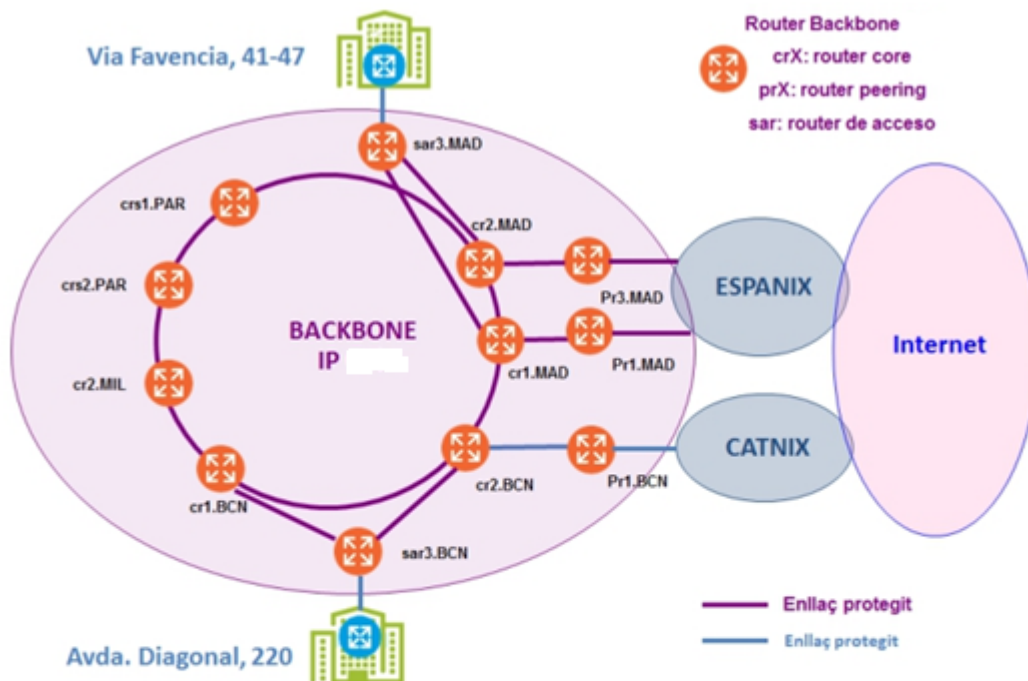 Via Favencia, 41-47
Router Backbone
crX: router core
prX: router peering
sar: router de acceso
sar3.MAD
crs1.PAR
cr2.MAD
crs2.PAR
Pr3.MAD
ESPANIX
BACKBONE
IP
Internet
cr1.MAD
Pr1.MAD
cr2.MIL
CATNIX
cr2.BCN
Pr1.BCN
cr1.BCN
sar3.BCN
Enllaç protegit
Enllaç protegit
Avda. Diagonal, 220